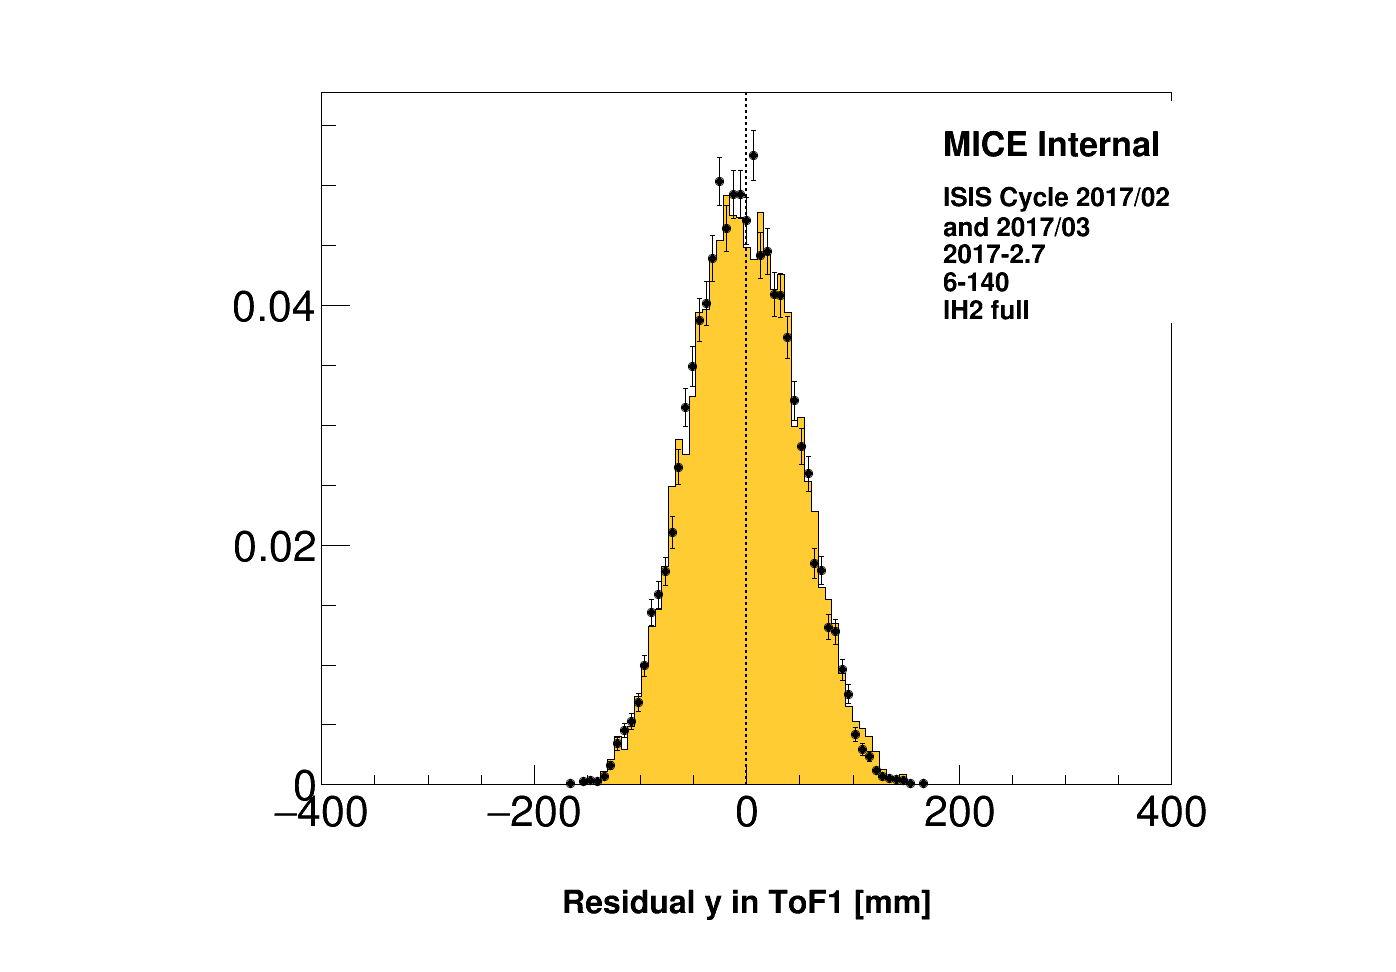 MICE Internal
ISIS Cycle 2017/02
and 2017/03
2017-2.7
6-140
IH2 full
0.04
0.02
0
−400 −200 0 200 400
Residual y in ToF1 [mm]